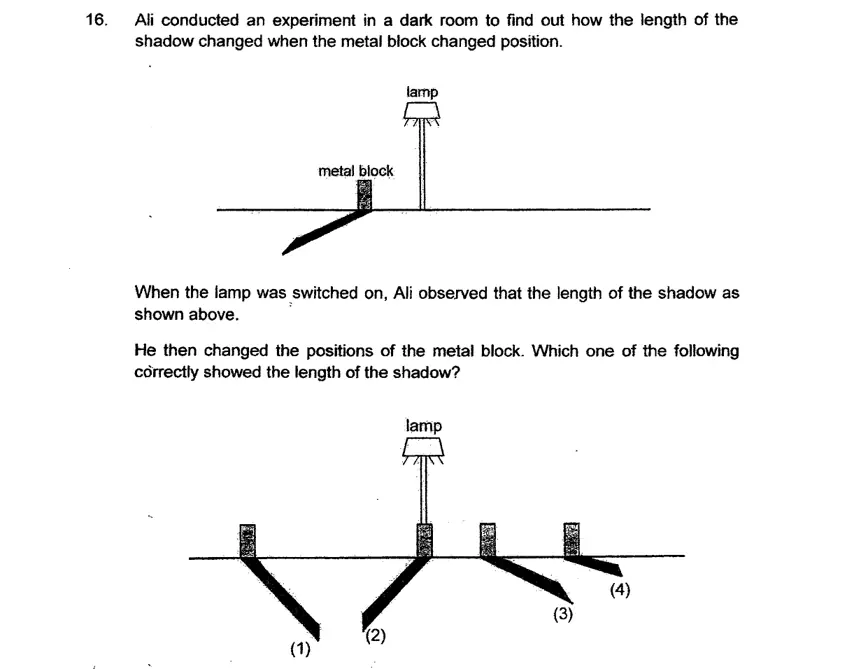 16. Ali conducted an experiment in a dark room to find out how the length of the
shadow changed when the metal block changed position.
lamp
metal block
When the lamp was switched on, Ali observed that the length of the shadow as
shown above.
He then changed the positions of the metal block. Which one of the following
correctly showed the length of the shadow?
lamp
(4)
(3)
(2)
(1)